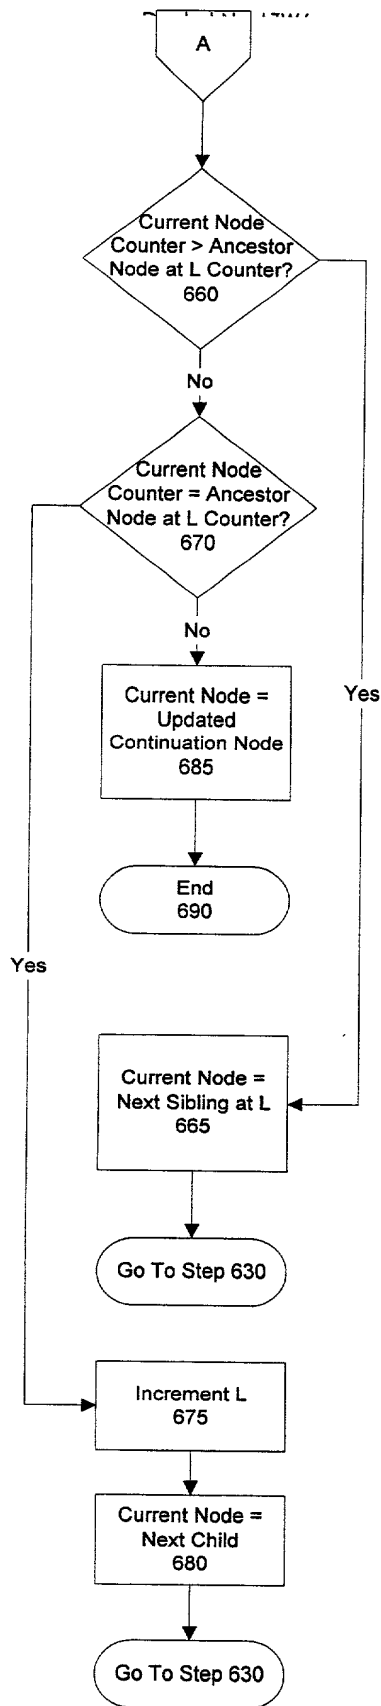 A
Current Node
Counter > Ancestor
Node at L Counter?
660
No
Current Node
Counter = Ancestor
Node at L Counter?
670
No
Current Node =
Updated
Continuation Node
685
Yes
End
690
Yes
Current Node =
Next Sibling at L
665
Go To Step 630
Increment L
675
Current Node =
Next Child
680
Go To Step 630